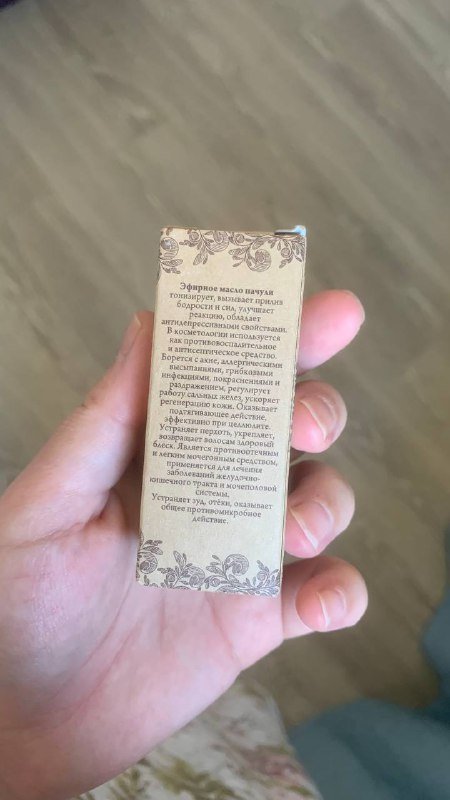 Эфирное масло пачули
тонизирует, вызывает прилив
бодрости и сил, улучшает
реакцию, обладает
антидепрессивными свойствами.
В косметологии используется
как противовоспалительное
и антисептическое средство.
Борется с акне, аллергическими
высыпаниями, грибковыми
инфекциями, покраснениями и
раздражением, регулирует
работу сальных желез, ускоряет
регенерацию кожи. Оказывает
подтягивающее действие,
эффективно при целлюлите.
Устраняет перхоть, укрепляет,
возвращает волосам здоровый
блеск. Является противоотечным
и легким мочегонным средством,
применяется для лечения
заболеваний желудочно-
кишечного тракта и мочеполовой
системы.
Устраняет зуд, отёки, оказывает
общее противомикробное
действие.